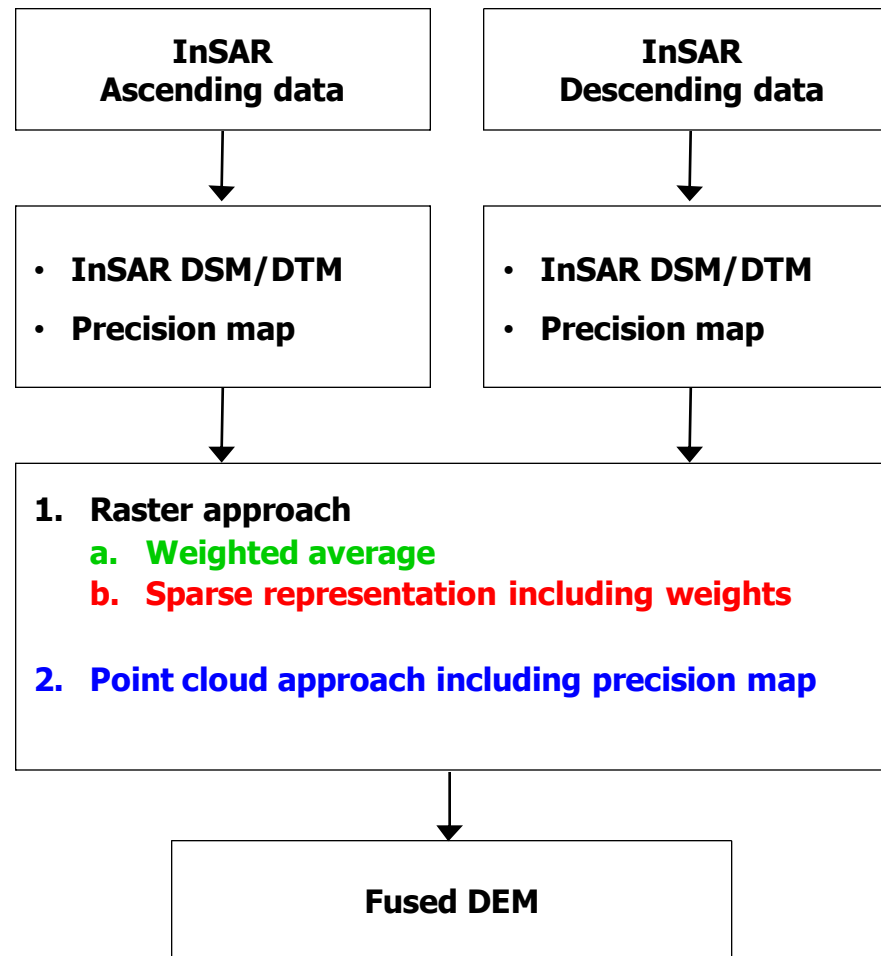 InSAR
Ascending data
InSAR
Descending data
• InSAR DSM/DTM
• Precision map
• InSAR DSM/DTM
• Precision map
1. Raster approach
a. Weighted average
b. Sparse representation including weights
2. Point cloud approach including precision map
Fused DEM